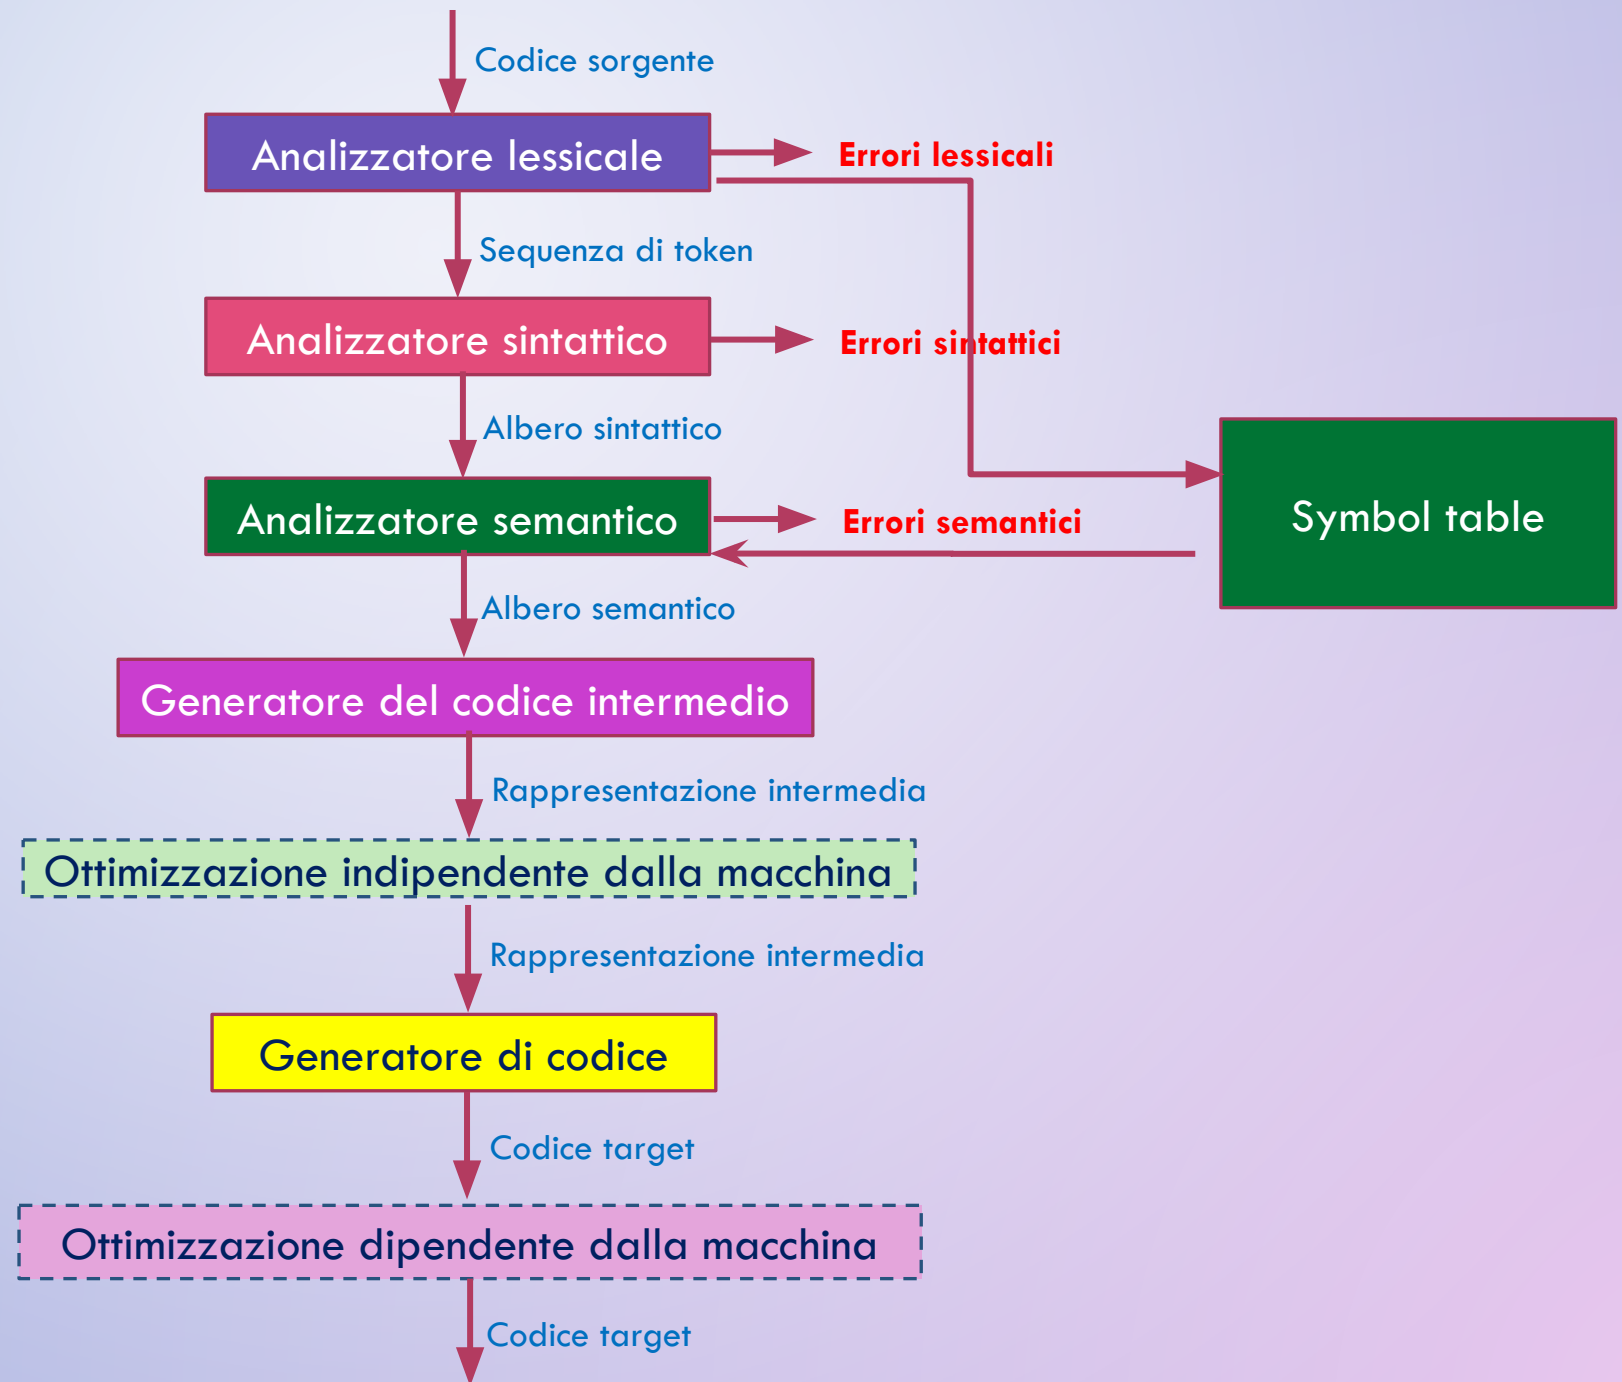 Codice sorgente
Analizzatore lessicale
Errori lessicali
Sequenza di token
Analizzatore sintattico
Errori sintattici
Albero sintattico
Analizzatore semantico
Errori semantici
Symbol table
Albero semantico
Generatore del codice intermedio
Rappresentazione intermedia
Ottimizzazione indipendente dalla macchina
Rappresentazione intermedia
Generatore di codice
Codice target
Ottimizzazione dipendente dalla macchina
Codice target